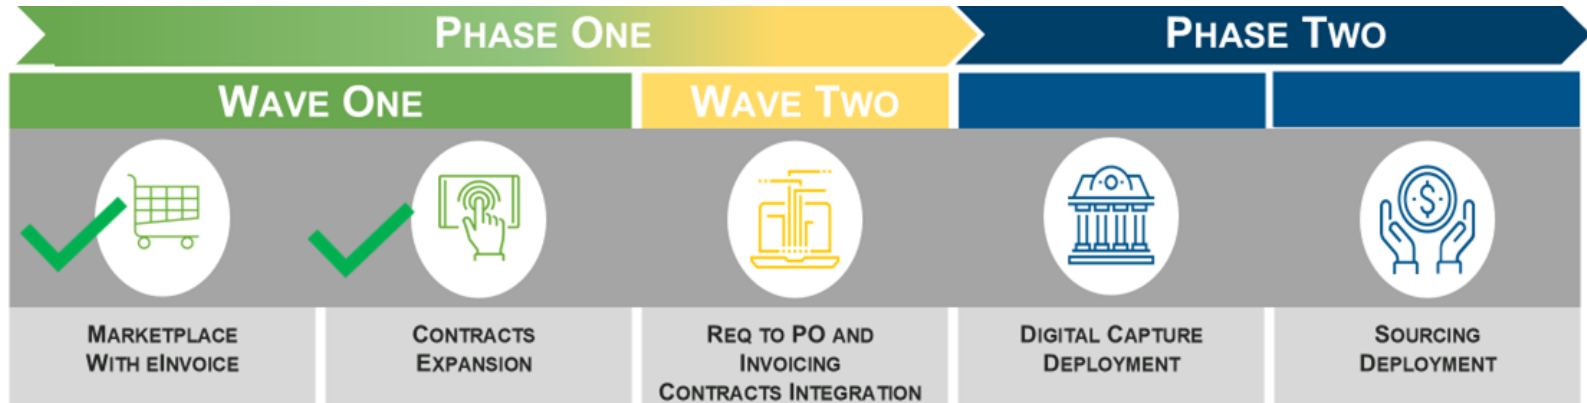 PHASE ONE
PHASE TWO
WAVE ONE
WAVE TWO
MARKETPLACE
WITH EINVOICE
CONTRACTS
EXPANSION
REQ TO PO AND
INVOICING
CONTRACTS INTEGRATION
DIGITAL CAPTURE
DEPLOYMENT
SOURCING
DEPLOYMENT